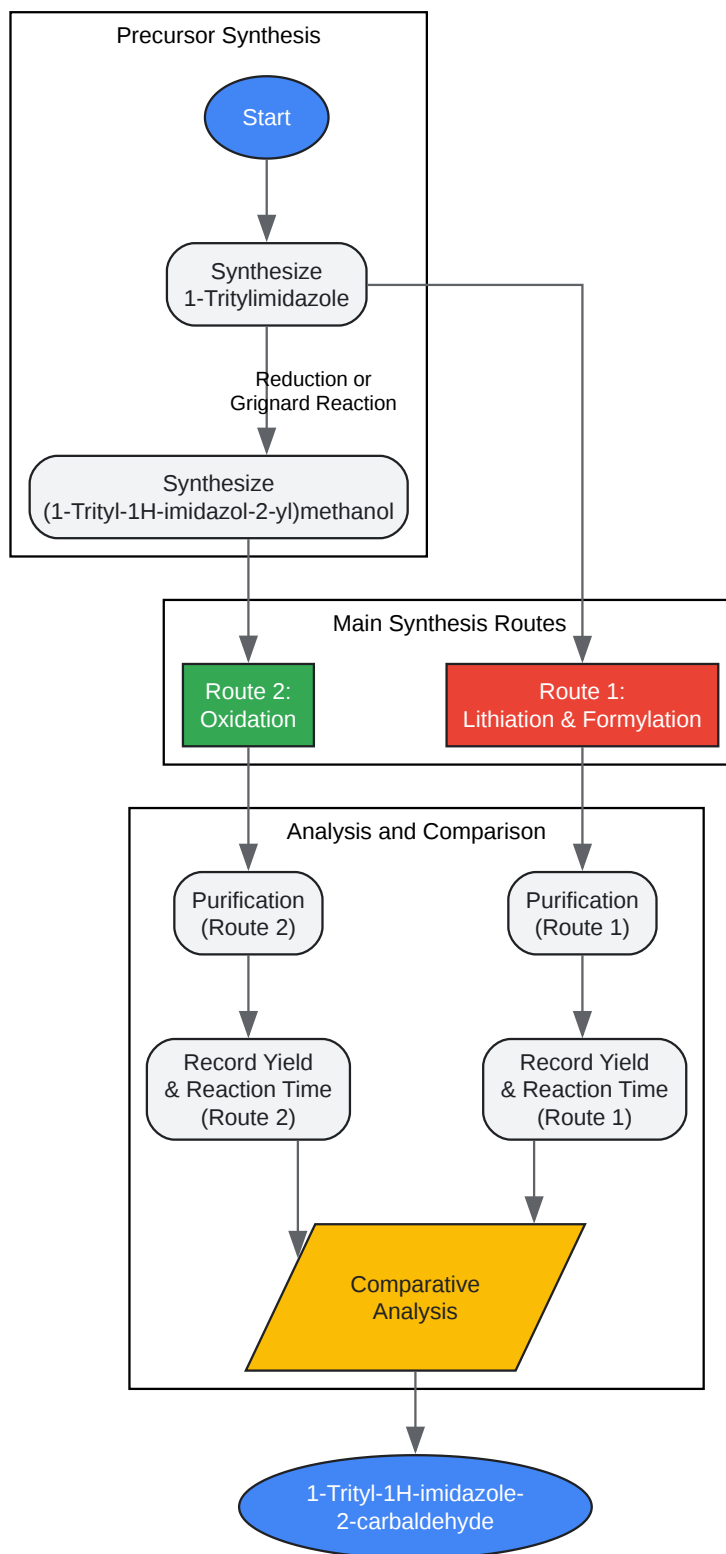 Precursor Synthesis
Start
Synthesize
1-Tritylimidazole
Reduction or
Grignard Reaction
Synthesize
(1-Trityl-1H-imidazol-2-yl)methanol
Main Synthesis Routes
Route 2:
Oxidation
Route 1:
Lithiation & Formylation
Analysis and Comparison
Purification
(Route 2)
Purification
(Route 1)
Record Yield
& Reaction Time
(Route 2)
Record Yield
& Reaction Time
(Route 1)
Comparative
Analysis
1-Trityl-1H-imidazole-
2-carbaldehyde